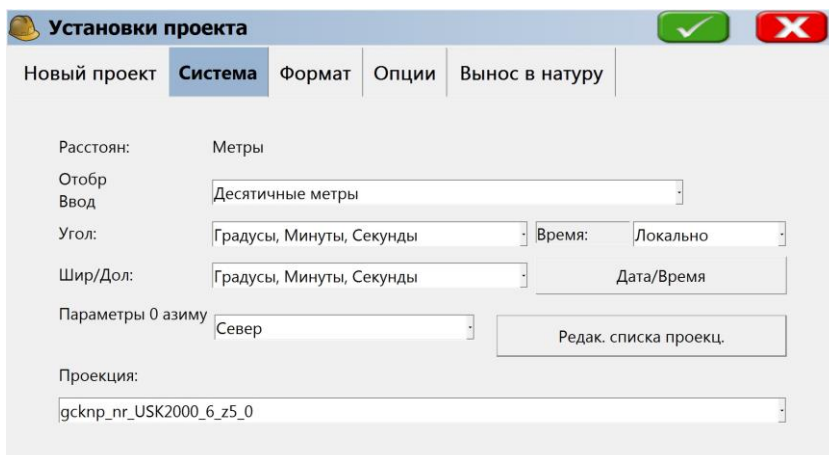 Установки проекта
Новый проект Система Формат Опции Вынос в натуру
Расстоян: Метры
Отобр
Ввод Десятичные метры
Угол: Градусы, Минуты, Секунды Время: Локально
Шир/Дол: Градусы, Минуты, Секунды Дата/Время
Параметры 0 азиму Север Редак. списка проекц.
Проекция:
gcknp_nr_USK2000_6_z5_0